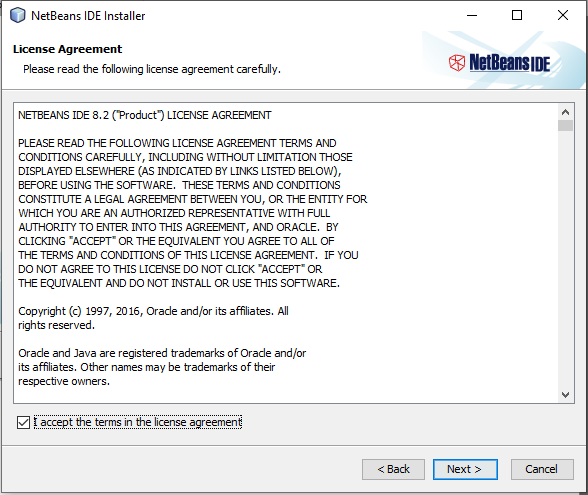 NetBeans IDE Installer
License Agreement
Please read the following license agreement carefully.
NetBeans IDE
NETBEANS IDE 8.2 ("Product") LICENSE AGREEMENT
PLEASE READ THE FOLLOWING LICENSE AGREEMENT TERMS AND
CONDITIONS CAREFULLY, INCLUDING WITHOUT LIMITATION THOSE
DISPLAYED ELSEWHERE (AS INDICATED BY LINKS LISTED BELOW),
BEFORE USING THE SOFTWARE.  THESE TERMS AND CONDITIONS
CONSTITUTE A LEGAL AGREEMENT BETWEEN YOU, OR THE ENTITY FOR
WHICH YOU ARE AN AUTHORIZED REPRESENTATIVE WITH FULL
AUTHORITY TO ENTER INTO THIS AGREEMENT, AND ORACLE.  BY
CLICKING "ACCEPT" OR THE EQUIVALENT YOU AGREE TO ALL OF
THE TERMS AND CONDITIONS OF THIS LICENSE AGREEMENT.  IF YOU
DO NOT AGREE TO THIS LICENSE DO NOT CLICK "ACCEPT" OR
THE EQUIVALENT AND DO NOT INSTALL OR USE THIS SOFTWARE.
Copyright (c) 1997, 2016, Oracle and/or its affiliates. All
rights reserved.
Oracle and Java are registered trademarks of Oracle and/or
its affiliates. Other names may be trademarks of their
respective owners.
I accept the terms in the license agreement
< Back
Next >
Cancel